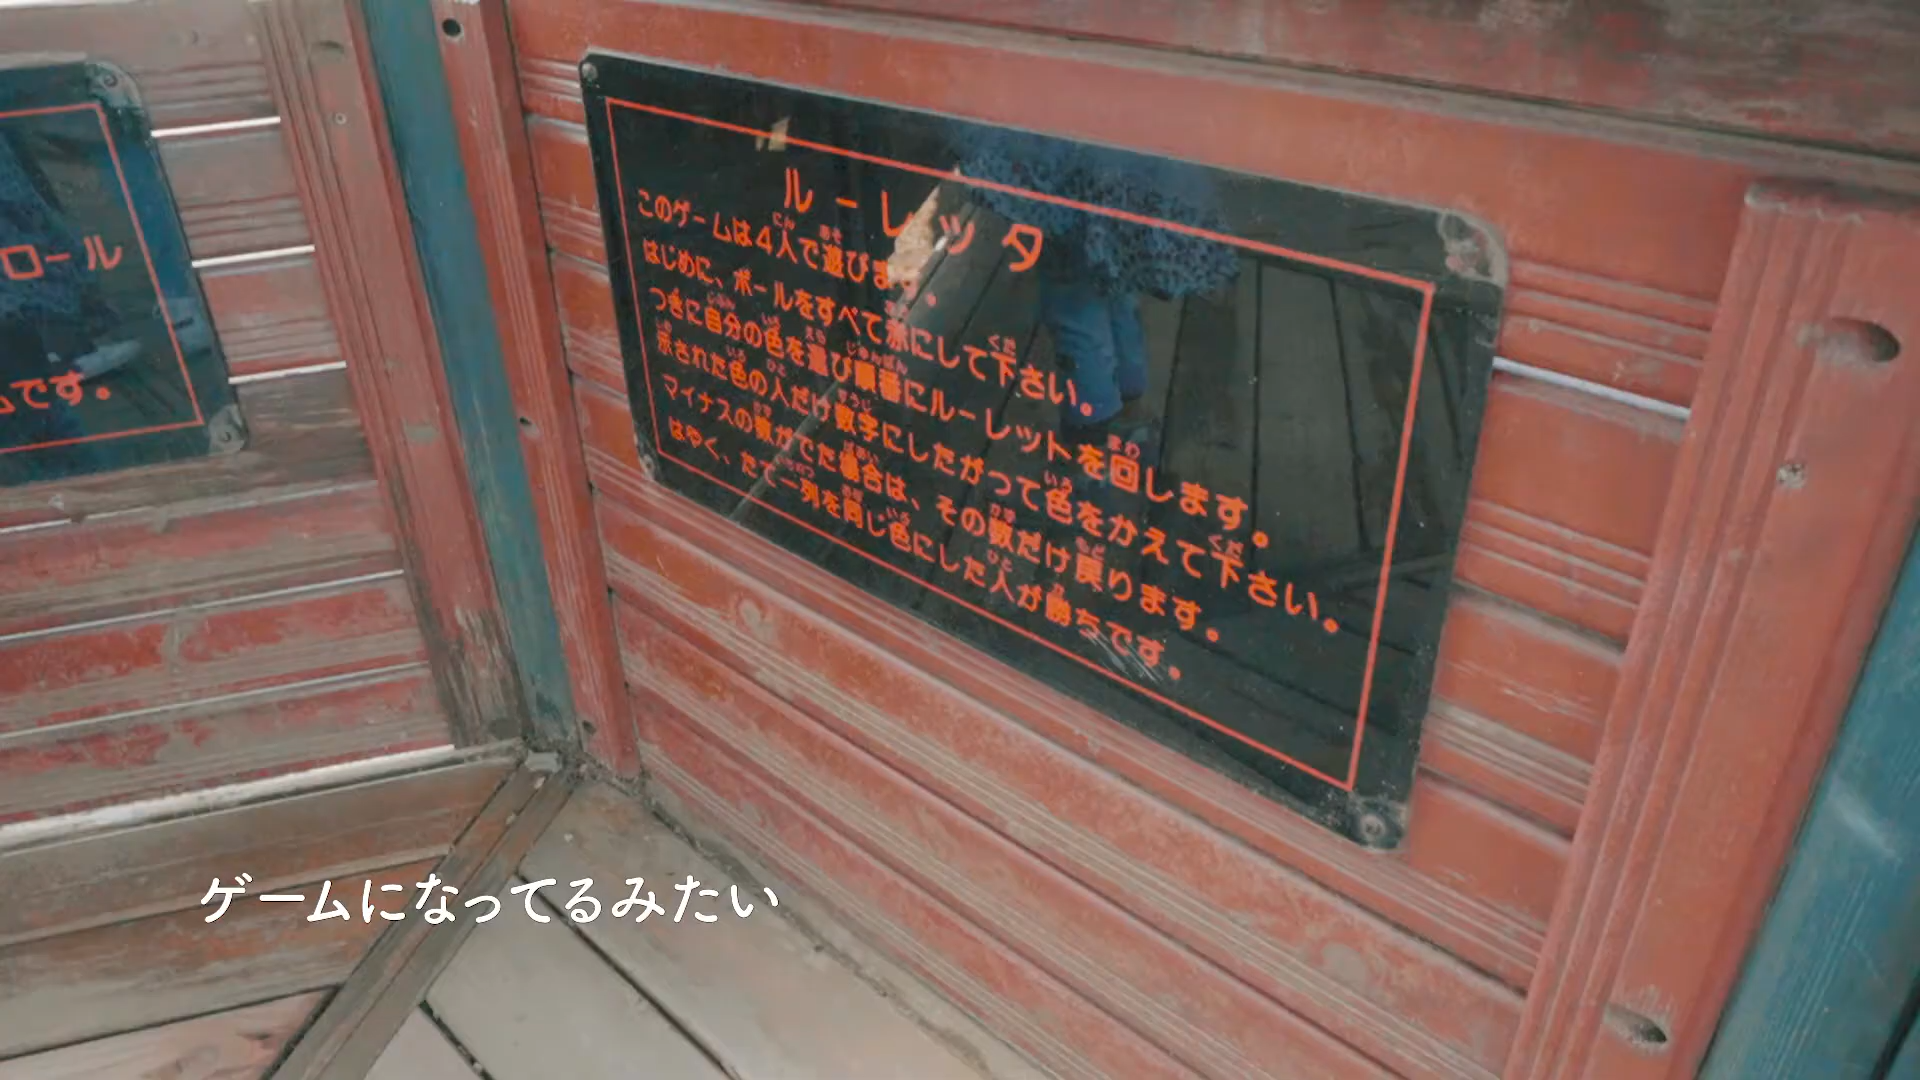 ロール
ムです。
ルーレッタ
このゲームは4人で遊びます。
はじめに、ボールをすべて赤にして下さい。
つぎに自分の色を選び順番にルーレットを回します。
示された色の人だけ数字にしたがって色をかえて下さい。
マイナスの数がでた場合は、その数だけ戻ります。
はやく、たて一列を同じ色にした人が勝ちです。
ゲームになってるみたい